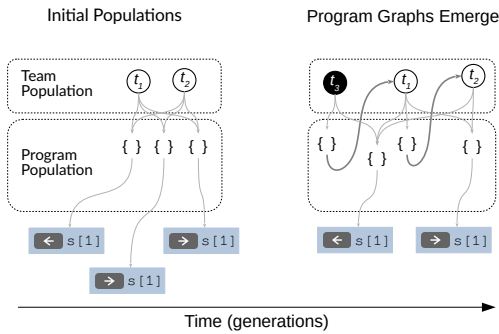 Initial Populations
Program Graphs Emerge
Team
Population
t1
t2
t3
t1
t2
Program
Population
{ } { } { }
{ } { } { } { }
← s[1]
→ s[1]
→ s[1]
← s[1]
→ s[1]
Time (generations)